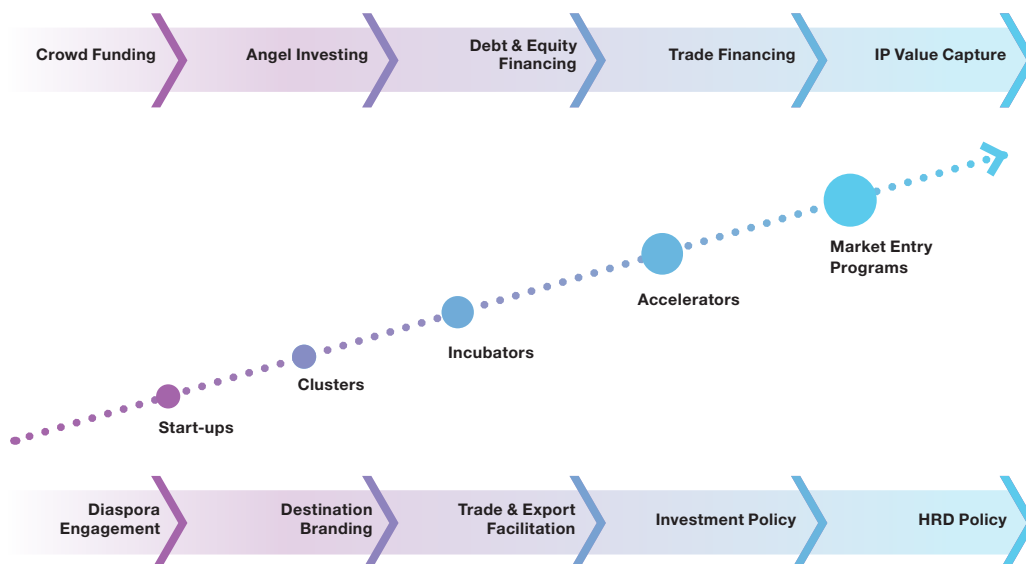 Crowd Funding
Angel Investing
Debt & Equity
Financing
Trade Financing
IP Value Capture
Market Entry
Programs
Accelerators
Incubators
Clusters
Start-ups
Diaspora
Engagement
Destination
Branding
Trade & Export
Facilitation
Investment Policy
HRD Policy